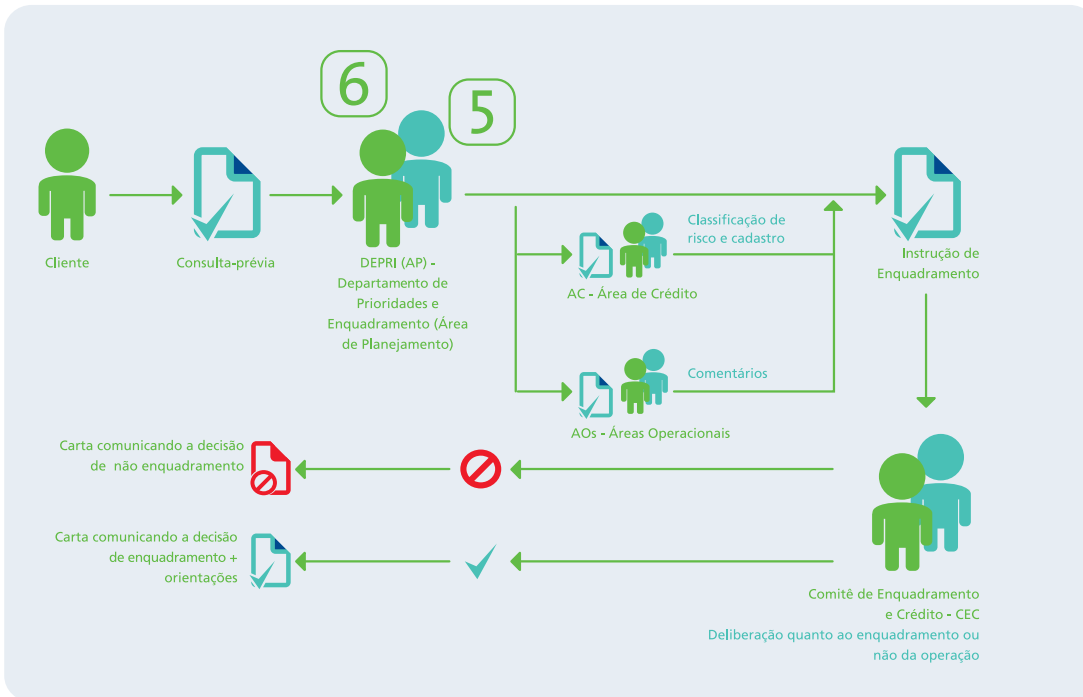 6
5
Cliente
Consulta-prévia
DEPRI (AP) -
Departamento de
Prioridades e
Enquadramento (Área
de Planejamento)
Classificação de
risco e cadastro
AC - Área de Crédito
Comentários
AOs - Áreas Operacionais
Instrução de
Enquadramento
Carta comunicando a decisão
de não enquadramento
Carta comunicando a decisão
de enquadramento +
orientações
Comitê de Enquadramento
e Crédito - CEC
Deliberação quanto ao enquadramento ou
não da operação